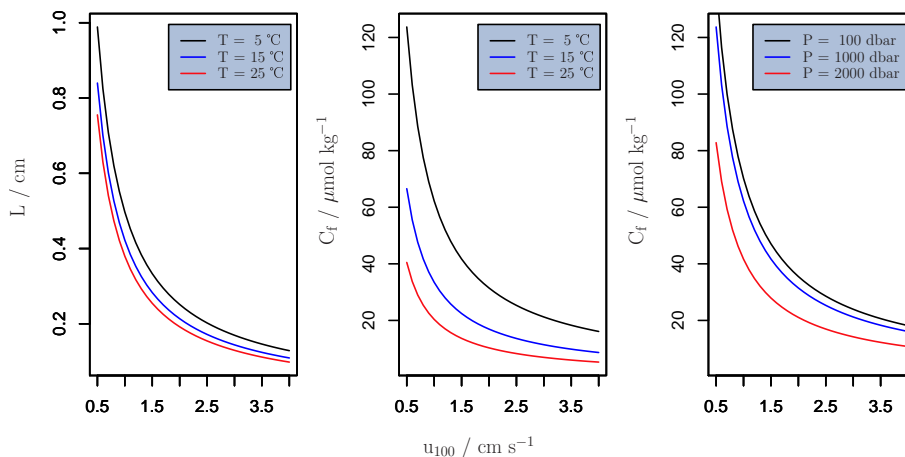 L / cm
1.0
0.8
0.6
0.4
0.2
0.5 1.5 2.5 3.5
T = 5 °C
T = 15 °C
T = 25 °C
C_f / μmol kg⁻¹
120
100
80
60
40
20
0.5 1.5 2.5 3.5
T = 5 °C
T = 15 °C
T = 25 °C
C_f / μmol kg⁻¹
120
100
80
60
40
20
0.5 1.5 2.5 3.5
P = 100 dbar
P = 1000 dbar
P = 2000 dbar
u₁₀₀ / cm s⁻¹